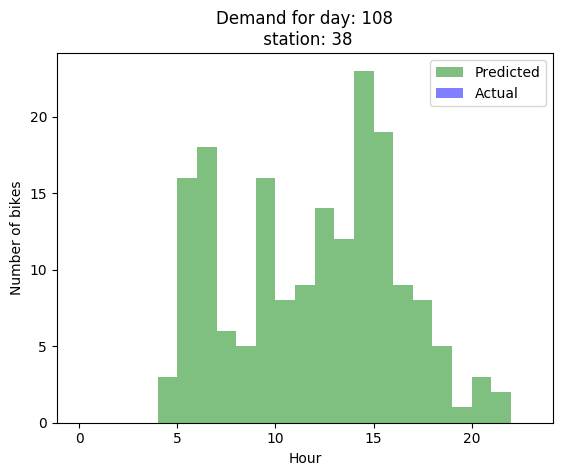 Demand for day: 108
station: 38
Predicted
Actual
Number of bikes
20
15
10
5
0
0
5
10
15
20
Hour